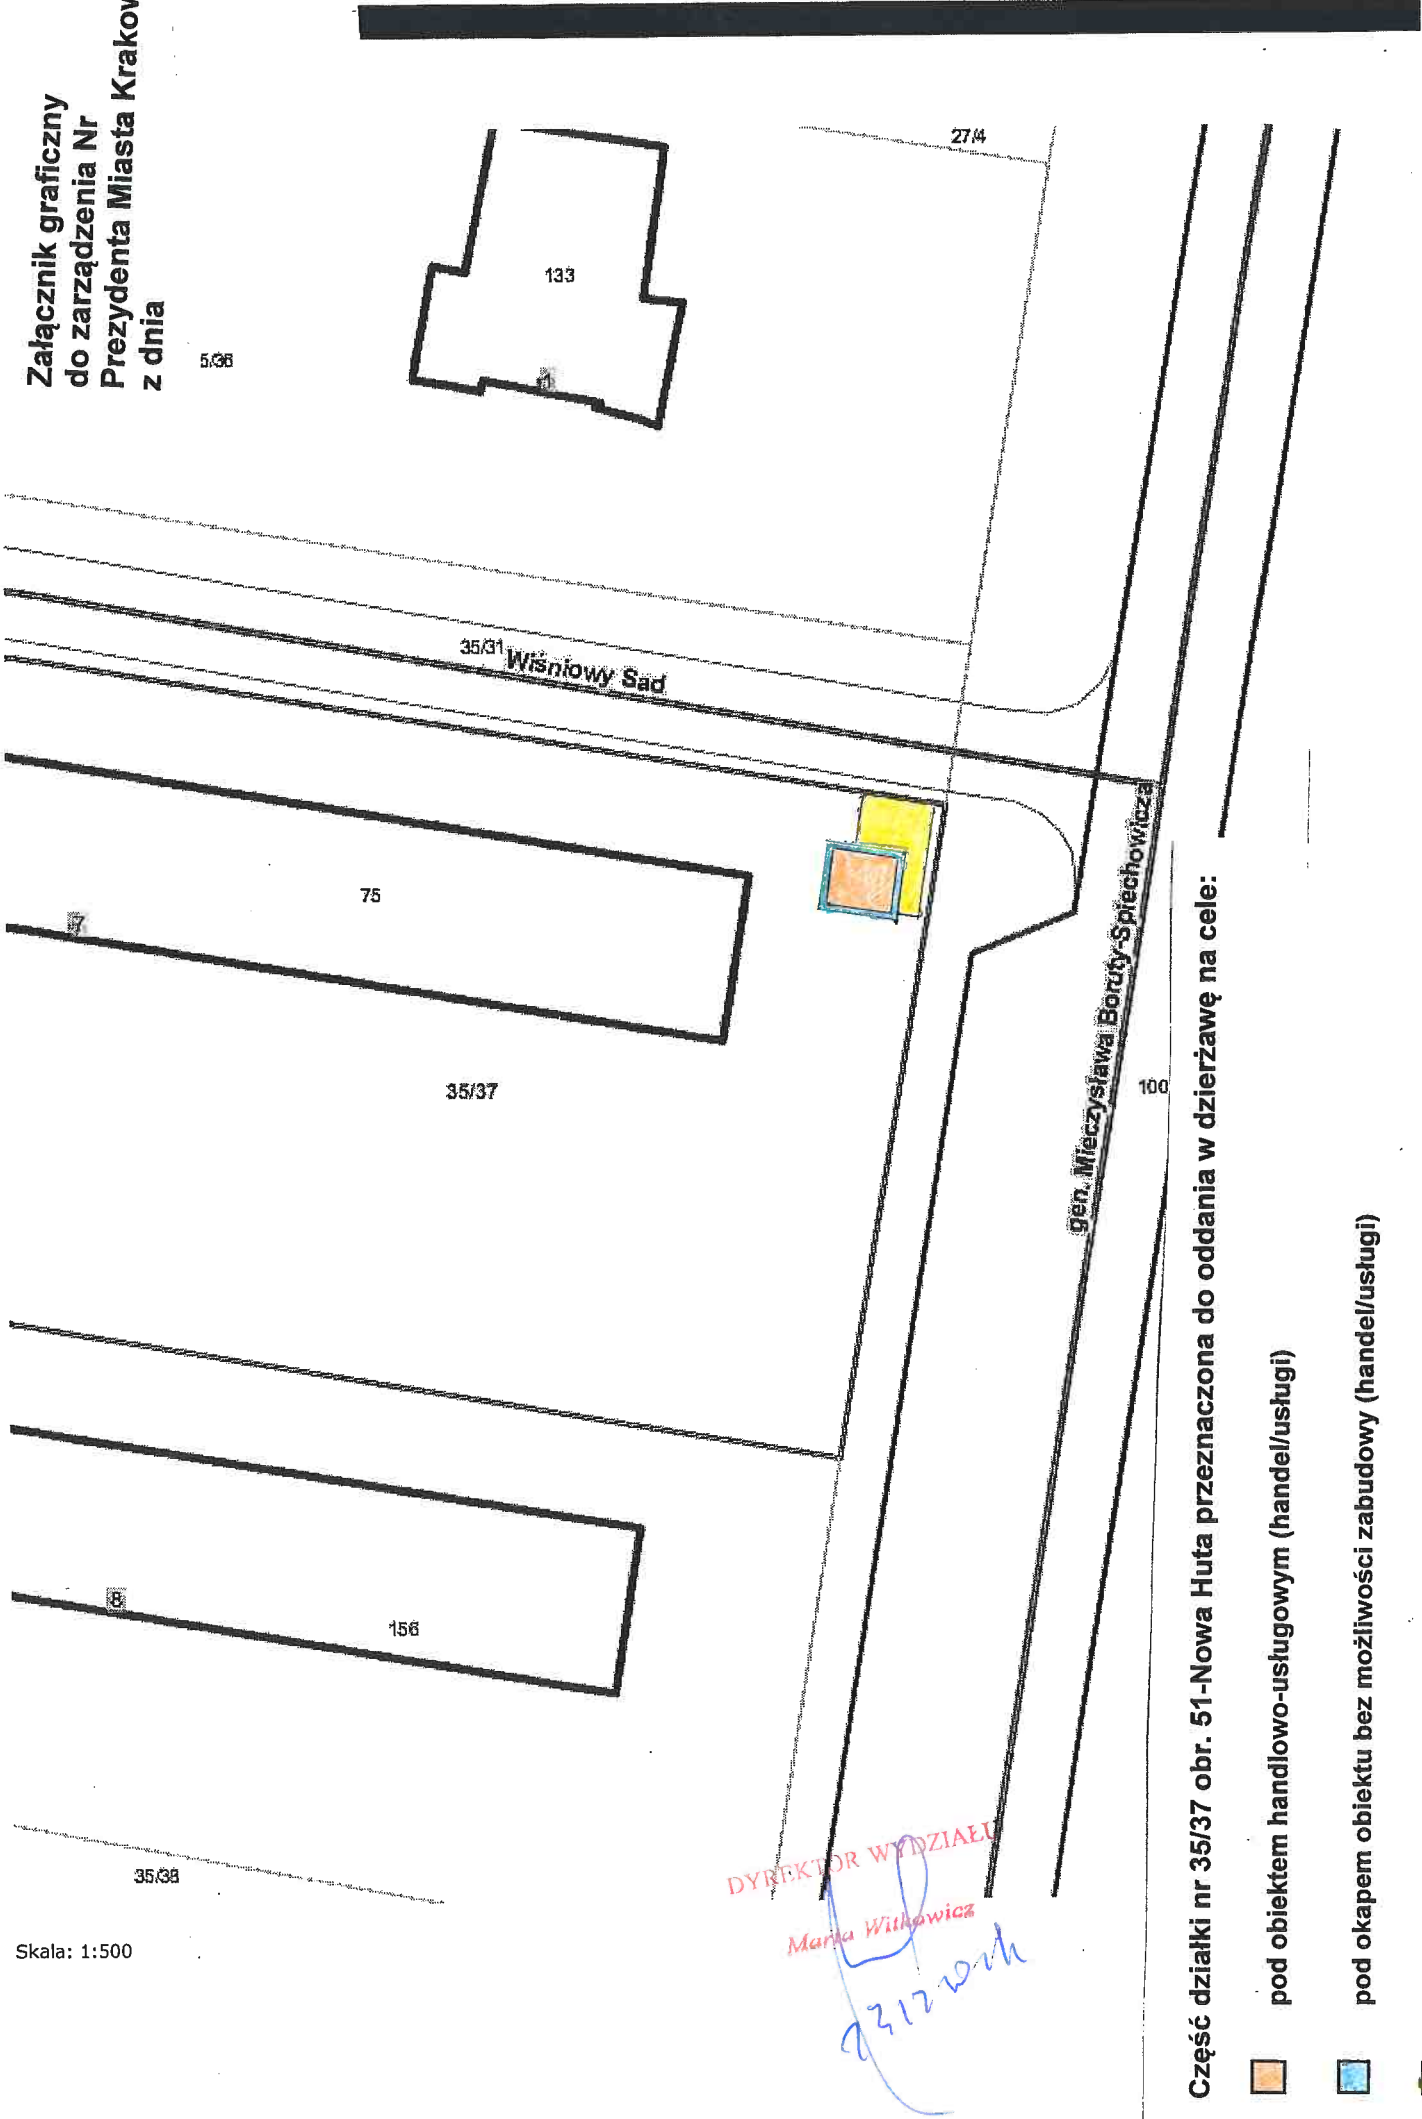 Załącznik graficzny
do zarządzenia Nr
Prezydenta Miasta
z dnia
27/4
133
5/36
1
35/31
Wiśniowy Sad
75
7
35/37
gen. Mieczysława Boruty-Spiechowicza
100
8
156
35/38
Skala: 1:500
DYREKTOR WYDZIAŁU
Marta Witkowicz
Część działki nr 35/37 obr. 51-Nowa Huta przeznaczona do oddania w dzierżawę na cele:
pod obiektem handlowo-usługowym (handel/usługi)
pod okapem obiektu bez możliwości zabudowy (handel/usługi)